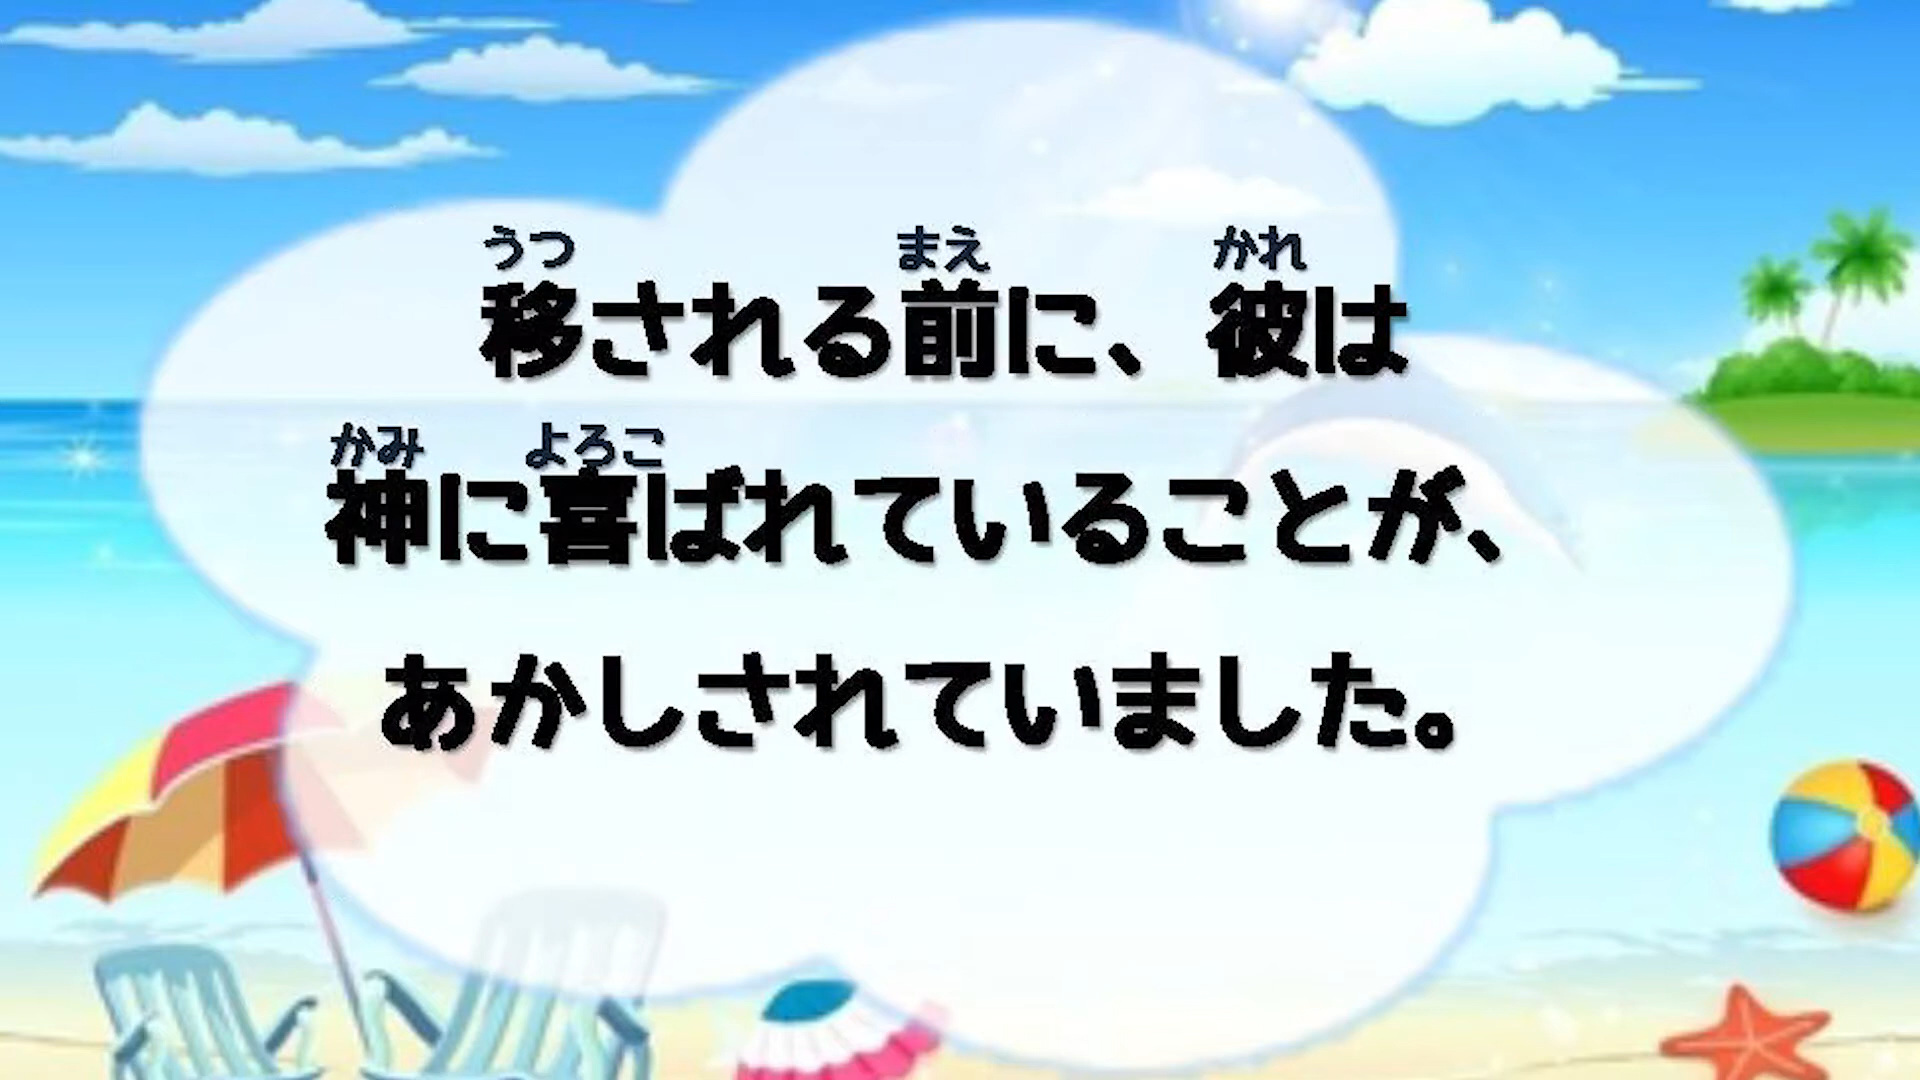 うつ まえ かれ
移される前に、彼は
かみ よろこ
神に喜ばれていることが、
あかしされていました。